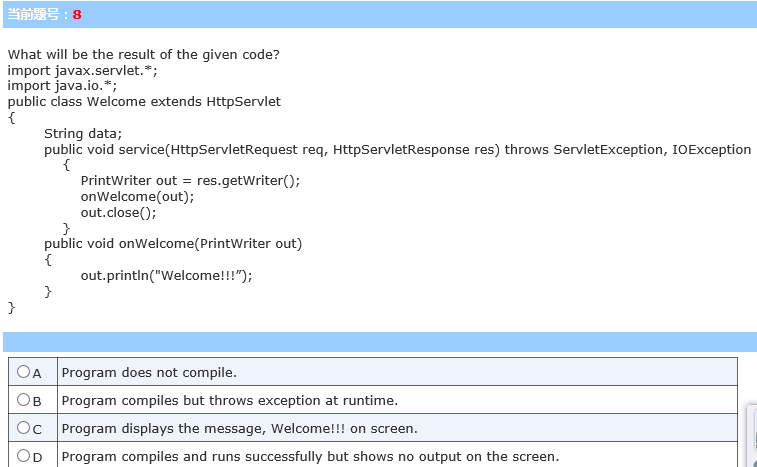 当前题号：8
What will be the result of the given code?
import javax.servlet.*;
import java.io.*;
public class Welcome extends HttpServlet
{
String data;
public void service(HttpServletRequest req, HttpServletResponse res) throws ServletException, IOException
{
PrintWriter out = res.getWriter();
onWelcome(out);
out.close();
}
public void onWelcome(PrintWriter out)
{
out.println("Welcome!!!”);
}
}
A Program does not compile.
B Program compiles but throws exception at runtime.
C Program displays the message, Welcome!!! on screen.
D Program compiles and runs successfully but shows no output on the screen.